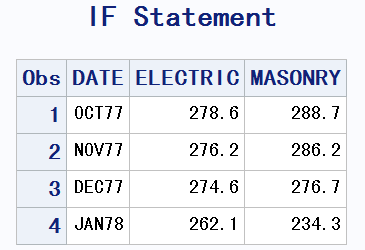 IF Statement
Obs DATE ELECTRIC MASONRY
1 OCT77 278.6 288.7
2 NOV77 276.2 286.2
3 DEC77 274.6 276.7
4 JAN78 262.1 234.3